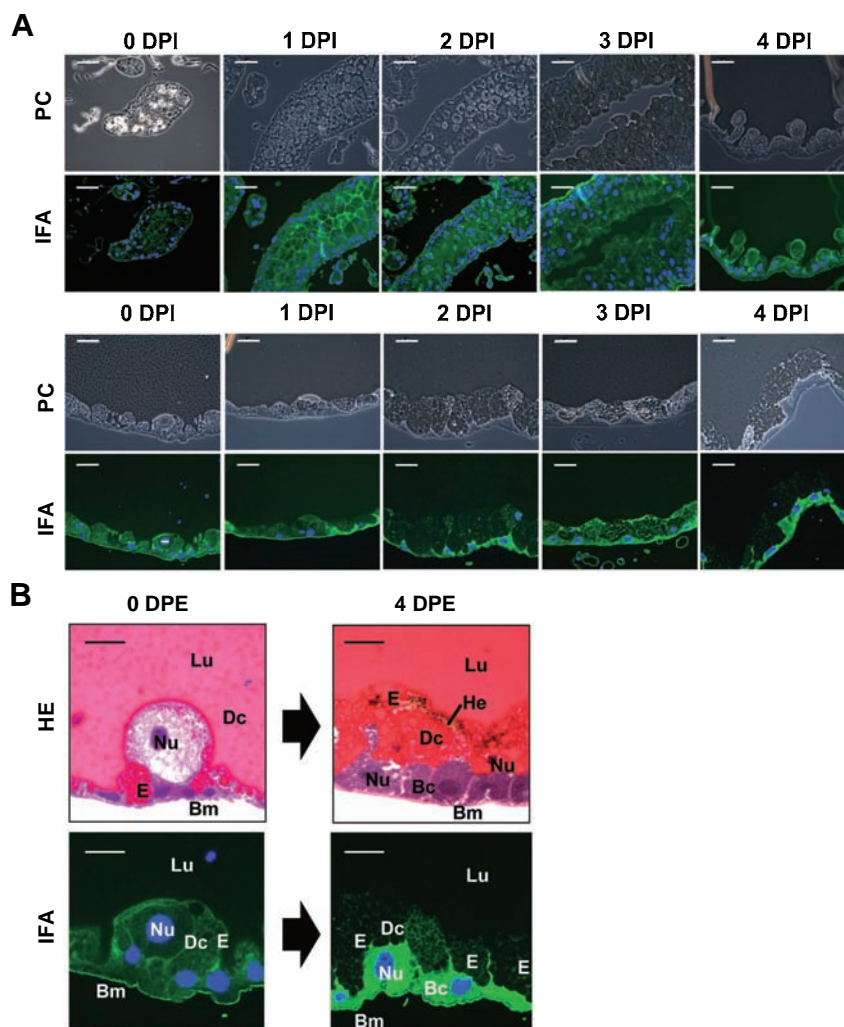 A
0 DPI 1 DPI 2 DPI 3 DPI 4 DPI
PC
IFA
0 DPI 1 DPI 2 DPI 3 DPI 4 DPI
PC
IFA
B
0 DPE 4 DPE
HE
Lu
Dc
Nu
E
Bm
Lu
E
He
Dc
Nu
Nu
Bc
Bm
IFA
Lu
Nu
Dc
E
Bm
Lu
Dc
E
E
Nu
E
Bc
Bm